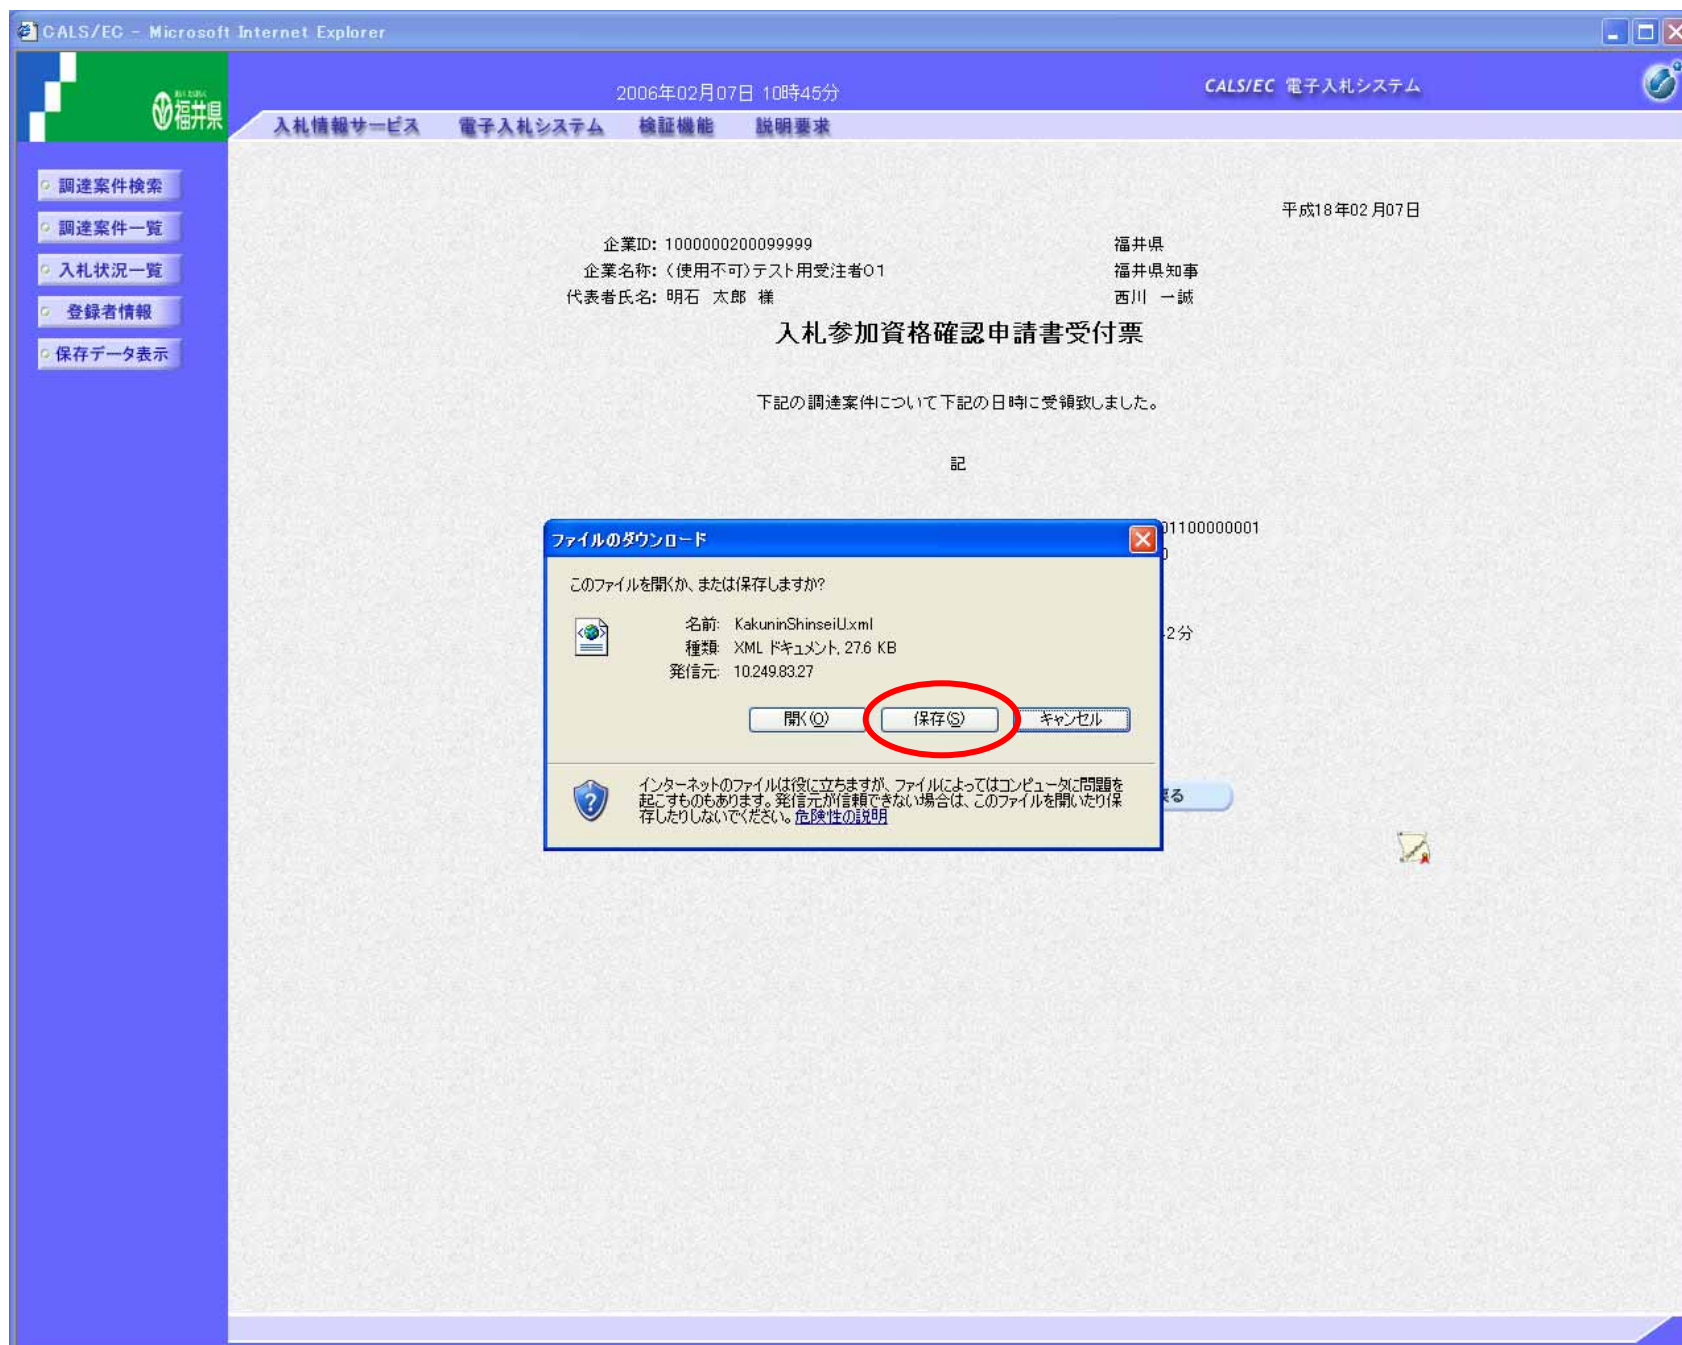 CALS/EC - Microsoft Internet Explorer
福井県
2006年02月07日 10時45分
CALS/EC 電子入札システム
入札情報サービス 電子入札システム 検証機能 説明要求
調達案件検索
調達案件一覧
入札状況一覧
登録者情報
保存データ表示
平成18年02月07日
企業ID: 1000000200099999
福井県
企業名称: (使用不可)テスト用受注者01
福井県知事
代表者氏名: 明石 太郎 様
西川 一誠
入札参加資格確認申請書受付票
下記の調達案件について下記の日時に受領致しました。
記
01100000001
2分
ファイルのダウンロード
このファイルを開くか、または保存しますか?
名前: KakuninShinseiU.xml
種類: XML ドキュメント, 27.6 KB
発信元: 10.249.83.27
開く(O) 保存(S) キャンセル
インターネットのファイルは役に立ちますが、ファイルによってはコンピュータに問題を
起こすものもあります。発信元が信頼できない場合は、このファイルを開いたり保
存したりしないでください。危険性の説明
戻る